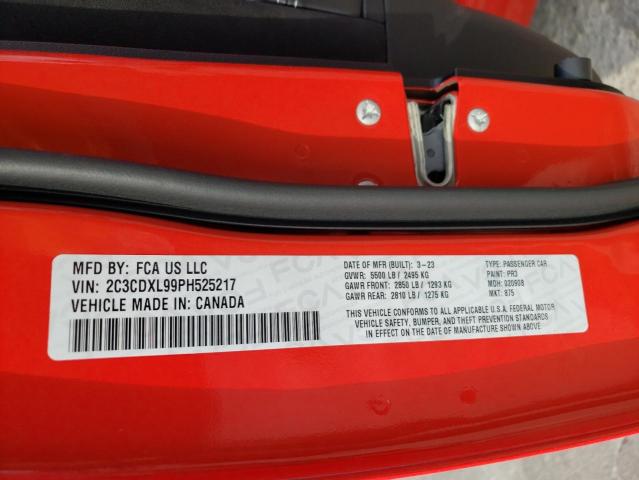 MFD BY: FCA US LLC
VIN: 2C3CDXL99PH525217
VEHICLE MADE IN: CANADA
DATE OF MFR (BUILT): 3-23
GVWR: 5500 LB / 2495 KG
GAWR FRONT: 2850 LB / 1293 KG
GAWR REAR: 2810 LB / 1275 KG
TYPE: PASSENGER CAR
PAINT: PR3
MDH: 020908
MKT: 875
THIS VEHICLE CONFORMS TO ALL APPLICABLE U.S.A. FEDERAL MOTOR
VEHICLE SAFETY, BUMPER, AND THEFT PREVENTION STANDARDS
IN EFFECT ON THE DATE OF MANUFACTURE SHOWN ABOVE.